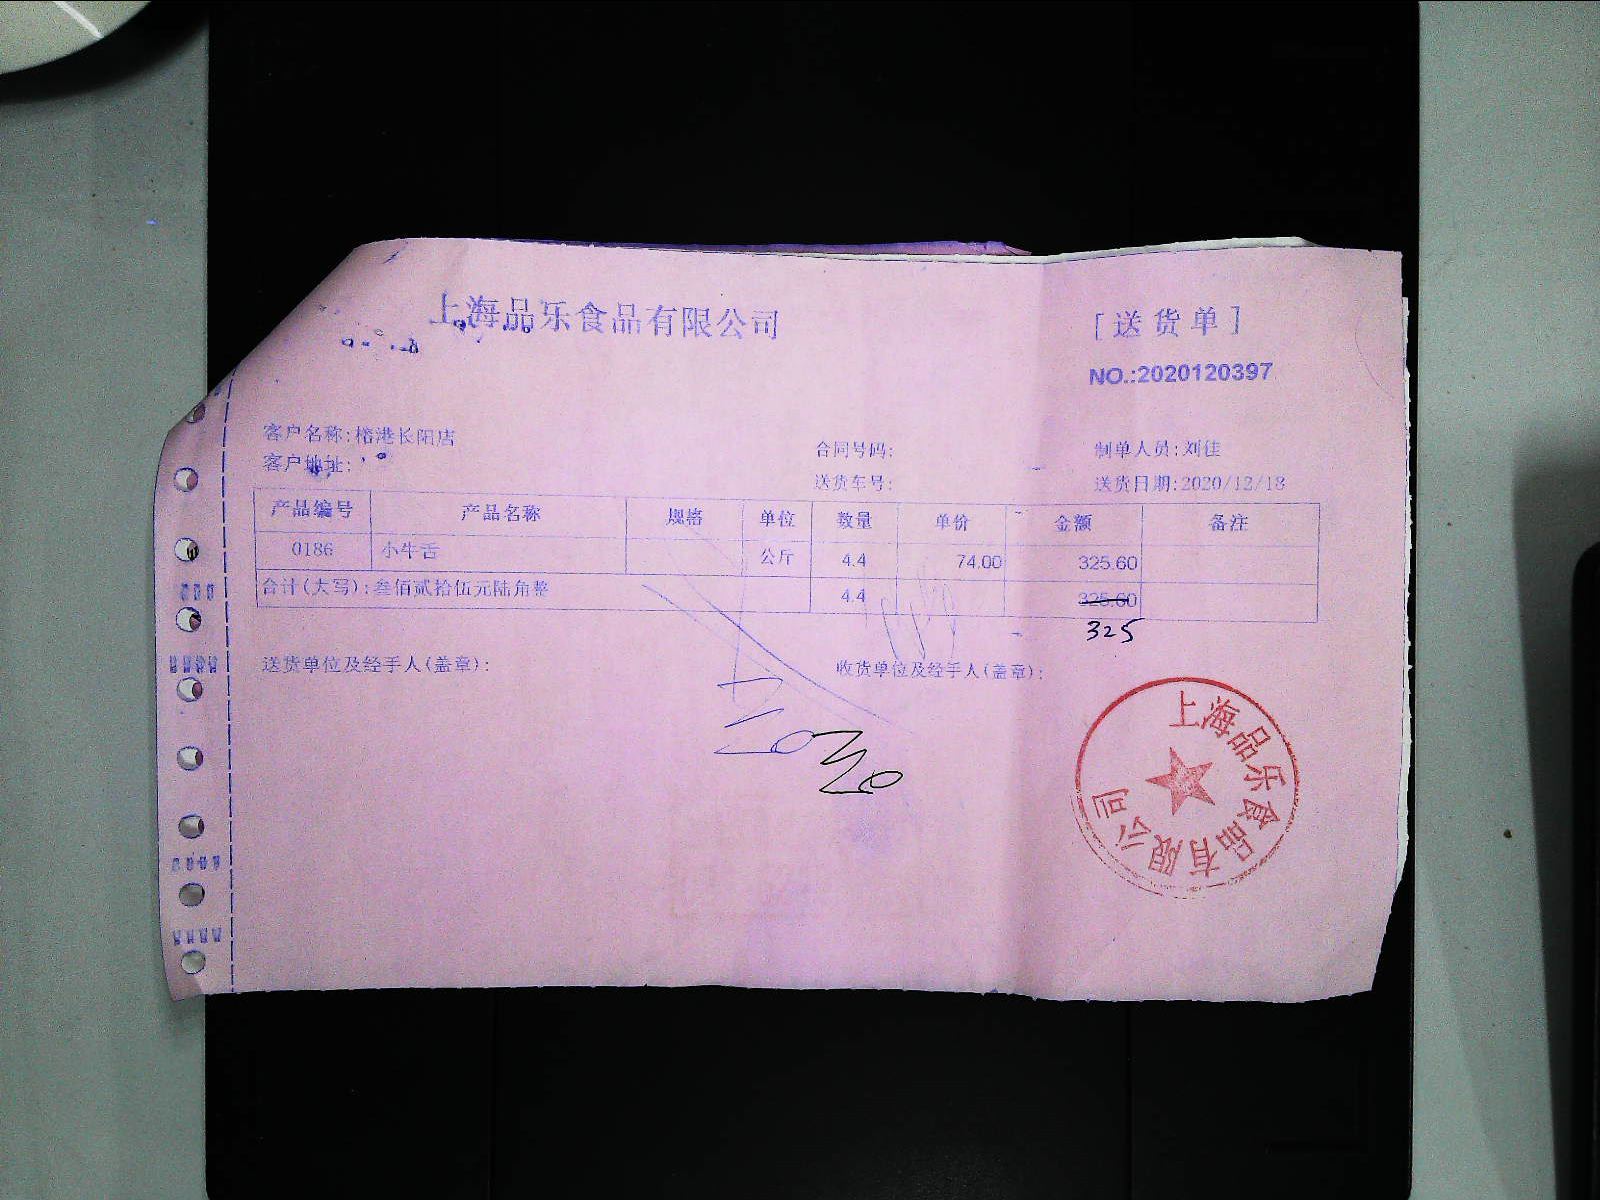 上海品乐食品有限公司
[送货单]
NO.:2020120397
客户名称:榕港长阳店
合同号码:
制单人员:刘佳
客户地址:
送货车号:
送货日期:2020/12/18
产品编号 产品名称 规格 单位 数量 单价 金额 备注
0186 小牛舌 公斤 4.4 74.00 325.60
合计(大写):叁佰贰拾伍元陆角整 4.4 325.60
325
送货单位及经手人(盖章):
收货单位及经手人(盖章):
上海品乐食品有限公司